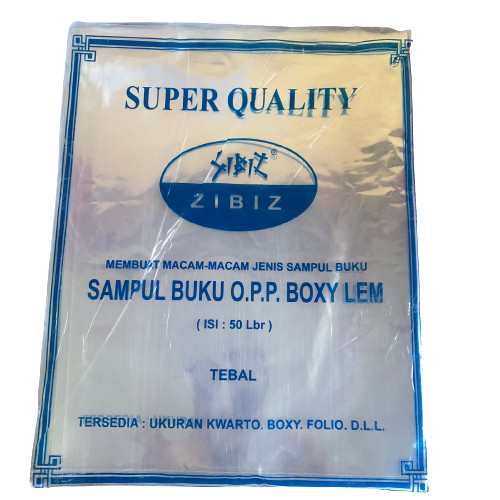 SUPER QUALITY
ZIBIZ®
ZIBIZ
MEMBUAT MACAM-MACAM JENIS SAMPUL BUKU
SAMPUL BUKU O.P.P. BOXY LEM
( ISI : 50 Lbr )
TEBAL
TERSEDIA : UKURAN KWARTO. BOXY. FOLIO. D.L.L.